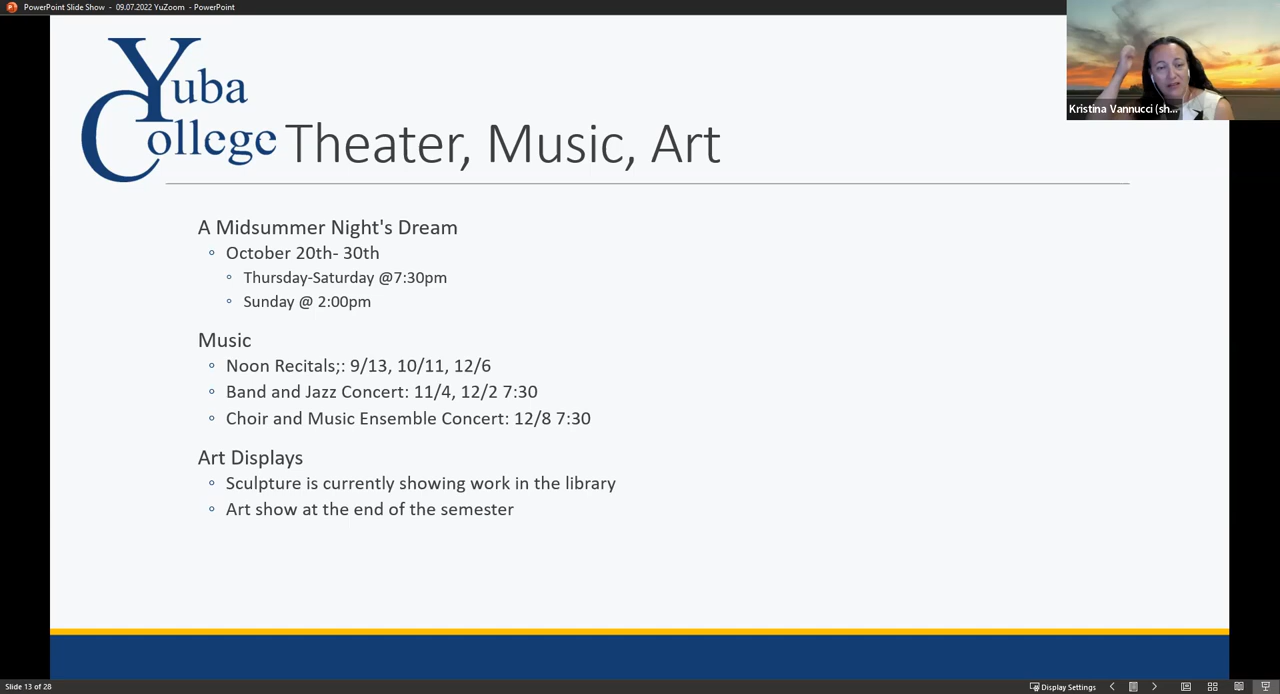 PowerPoint Slide Show - 09.07.2022 YuZoom - PowerPoint
Kristina Vannucci (sh...
Yuba
College
Theater, Music, Art
A Midsummer Night's Dream
October 20th- 30th
Thursday-Saturday @7:30pm
Sunday @ 2:00pm
Music
Noon Recitals;: 9/13, 10/11, 12/6
Band and Jazz Concert: 11/4, 12/2 7:30
Choir and Music Ensemble Concert: 12/8 7:30
Art Displays
Sculpture is currently showing work in the library
Art show at the end of the semester
Slide 13 of 28
Display Settings